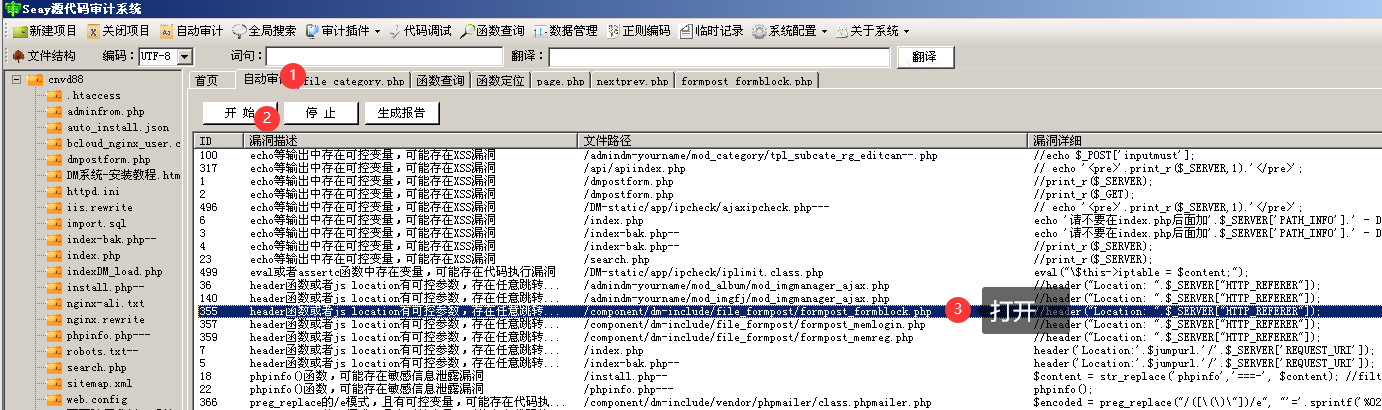 Seay源代码审计系统
新建项目 关闭项目 自动审计 全局搜索 审计插件 代码调试 函数查询 数据管理 正则编码 临时记录 系统配置 关于系统
文件结构 编码: UTF-8 词句: 翻译: 翻译
首页 自动审 1 file_category.php 函数查询 函数定位 page.php nextprev.php formpost_formblock.php
开 始 2 停 止 生成报告
cnvd88
.htaccess
adminfrom.php
auto_install.json
bcloud_nginx_user.c
dmpostform.php
DM系统-安装教程.htm
httpd.ini
iis.rewrite
import.sql
index-bak.php--
index.php
indexDM_load.php
install.php--
nginx-ali.txt
nginx.rewrite
phpinfo.php---
robots.txt--
search.php
sitemap.xml
web.config
ID 漏洞描述 文件路径 漏洞详细
100 echo等输出中存在可控变量,可能存在XSS漏洞 /admindm-yourname/mod_category/tpl_subcate_rg_editcan--.php //echo $_POST['inputmust'];
317 echo等输出中存在可控变量,可能存在XSS漏洞 /api/apiindex.php // echo '<pre>'.print_r($_SERVER,1).'</pre>';
1 echo等输出中存在可控变量,可能存在XSS漏洞 /dmpostform.php //print_r($_SERVER);
2 echo等输出中存在可控变量,可能存在XSS漏洞 /dmpostform.php //print_r($_GET);
496 echo等输出中存在可控变量,可能存在XSS漏洞 /DM-static/app/ipcheck/ajaxipcheck.php--- // echo '<pre>'.print_r($_SERVER,1).'</pre>';
6 echo等输出中存在可控变量,可能存在XSS漏洞 /index.php echo '请不要在index.php后面加'.$_SERVER['PATH_INFO'].' - D
3 echo等输出中存在可控变量,可能存在XSS漏洞 /index-bak.php-- echo '请不要在index.php后面加'.$_SERVER['PATH_INFO'].' - D
4 echo等输出中存在可控变量,可能存在XSS漏洞 /index-bak.php-- //print_r($_SERVER);
22 echo等输出中存在可控变量,可能存在XSS漏洞 /search.php //print_r($_SERVER);
499 eval或者assertc函数中存在变量,可能存在代码执行漏洞 /DM-static/app/ipcheck/iplimit.class.php eval("\$this->iptable = $content;");
36 header函数或者js location有可控参数,存在任意跳转... /admindm-yourname/mod_album/mod_imgmanager_ajax.php //header("Location: ".$_SERVER["HTTP_REFERER"]);
140 header函数或者js location有可控参数,存在任意跳转... /admindm-yourname/mod_imgfj/mod_imgmanager_ajax.php //header("Location: ".$_SERVER["HTTP_REFERER"]);
355 header函数或者js location有可控参数,存在任意跳转... /component/dm-include/file_formpost/formpost_formblock.php 3 打开 //header("Location: ".$_SERVER["HTTP_REFERER"]);
357 header函数或者js location有可控参数,存在任意跳转... /component/dm-include/file_formpost/formpost_memlogin.php //header("Location: ".$_SERVER["HTTP_REFERER"]);
359 header函数或者js location有可控参数,存在任意跳转... /component/dm-include/file_formpost/formpost_memreg.php //header("Location: ".$_SERVER["HTTP_REFERER"]);
7 header函数或者js location有可控参数,存在任意跳转... /index.php header('Location:'.$jumpurl.'/'.$_SERVER['REQUEST_URI']);
5 header函数或者js location有可控参数,存在任意跳转... /index-bak.php-- header('Location:'.$jumpurl.'/'.$_SERVER['REQUEST_URI']);
18 phpinfo()函数,可能存在敏感信息泄露漏洞 /install.php-- $content = str_replace('phpinfo','===-', $content); //filt
22 phpinfo()函数,可能存在敏感信息泄露漏洞 /phpinfo.php--- phpinfo();
366 preg_replace的/e模式,且有可控变量,可能存在代码执... /component/dm-include/vendor/phpmailer/class.phpmailer.php $encoded = preg_replace("/([\(\)\"])/e", "'='.sprintf('%02